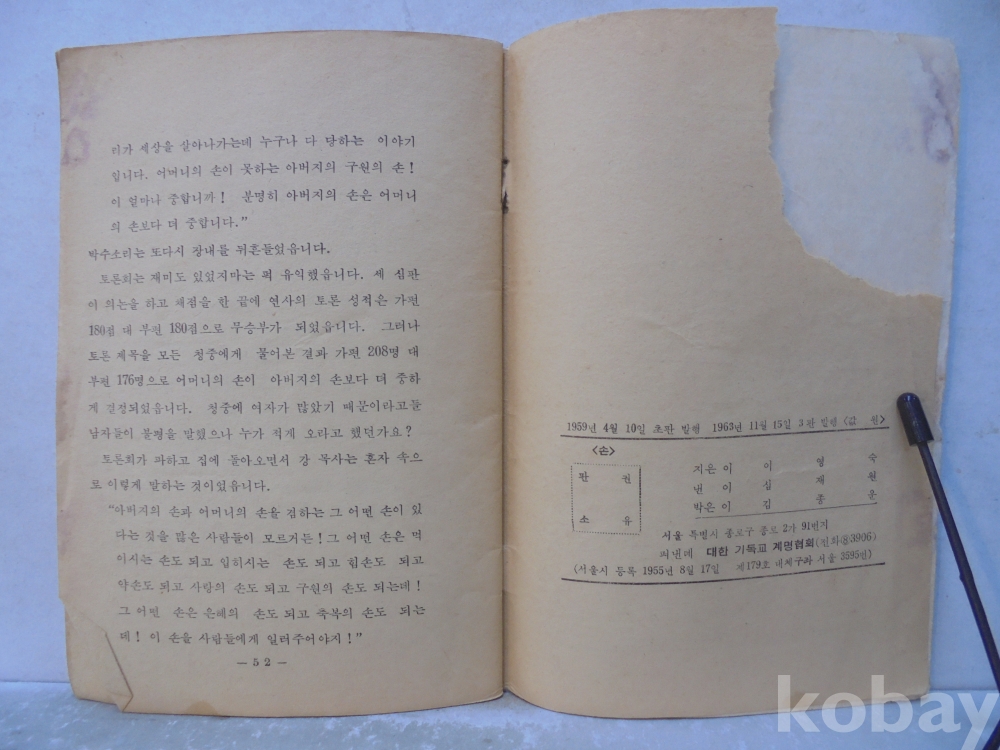 리가 세상을 살아나가는데 누구나 다 당하는 이야기
입니다. 어머니의 손이 못하는 아버지의 구원의 손!
이 얼마나 중합니까! 분명히 아버지의 손은 어머니
의 손보다 더 중합니다.”
박수소리는 또다시 장내를 뒤흔들었읍니다.
토론회는 재미도 있었지마는 퍽 유익했읍니다. 세 심판
이 의논을 하고 채점을 한 끝에 연사의 토론 성적은 가편
180점 대 부편 180점으로 무승부가 되었읍니다. 그러나
토론 제목을 모든 청중에게 물어본 결과 가편 208명 대
부편 176명으로 어머니의 손이 아버지의 손보다 더 중하
게 결정되었읍니다. 청중에 여자가 많았기 때문이라고들
남자들이 불평을 말했으나 누가 적게 오라고 했던가요?
토론회가 파하고 집에 돌아오면서 강 목사는 혼자 속으
로 이렇게 말하는 것이었읍니다.
“아버지의 손과 어머니의 손을 겸하는 그 어떤 손이 있
다는것을 많은 사람들이 모르거든! 그 어떤 손은 먹
이시는 손도 되고 입히시는 손도 되고 힘손도 되고
약손도 되고 사랑의 손도 되고 구원의 손도 되는데!
그 어떤 손은 은혜의 손도 되고 축복의 손도 되는
데! 이 손을 사람들에게 일러주어야지!”
— 52 —
1959년 4월 10일 초판 발행 1963년 11월 15일 3판 발행 <값 원>
<손>
판 권
소 유
지은이 이 영 숙
낸 이 심 재 원
박은이 김 종 운
서울 특별시 종로구 종로 2가 91번지
펴낸데 대한 기독교 계명협회 (전화⑧3906)
(서울시 등록 1955년 8월 17일 제179호 대체구좌 서울 3595번)
kobay